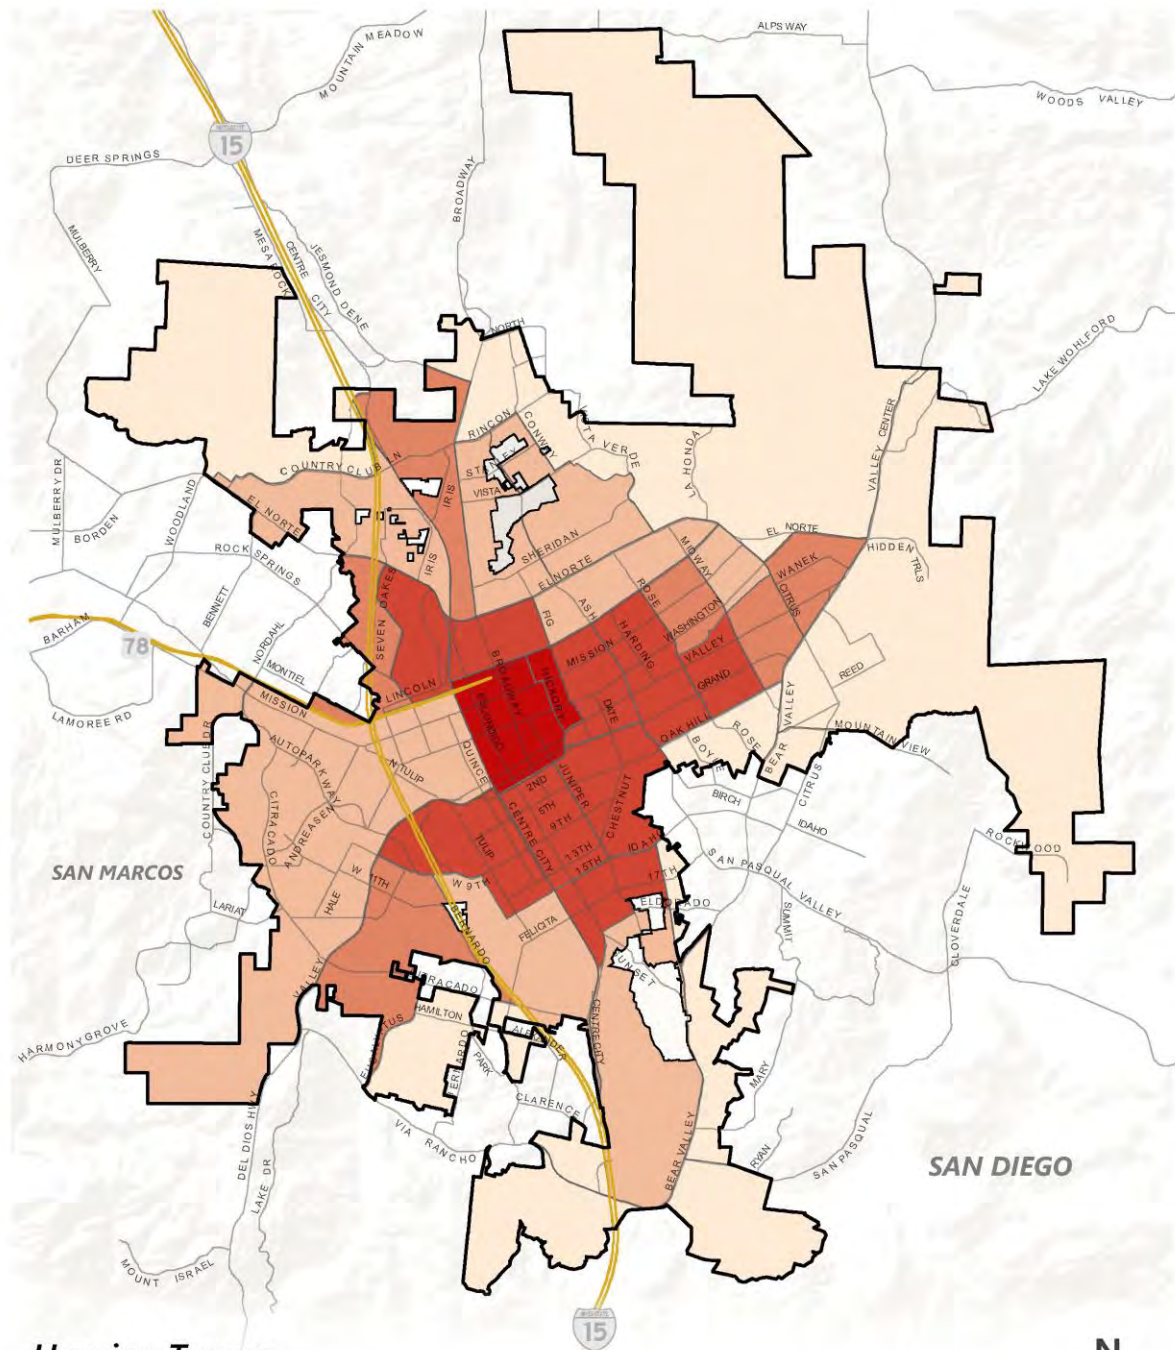 ALPS WAY
MOUNTAIN MEADOW
WOODS VALLEY
15
DEER SPRINGS
BROADWAY
MULBERRY
MESA ROCK
CENTRE CITY
JESMOND DENE
NORTH
LAKE WOHLFORD
RINCON
CONWAY
VISTA VERDE
LA HONDA
VALLEY CENTER
COUNTRY CLUB LN
STANLEY
VISTA
IRIS
MULBERRY DR
BORDEN
WOODLAND
EL NORTE
ROCK SPRINGS
SHERIDAN
EL NORTE
MIDWAY
EL NORTE
HIDDEN TRLS
WANEK
CITRUS
IRIS
SEVEN OAKES
BENNETT
NORDAHL
MONTIEL
BARHAM
78
FIG
ASH
ROSE
HARDING
WASHINGTON
MISSION
VALLEY
GRAND
BROADWAY
HICKORY
ESCONDIDO
LINCOLN
DATE
REED
LAMOREE RD
MISSION
COUNTRY CLUB DR
AUTOPARK WAY
N TULIP
QUINCE
OAK HILL
BOYLE
ROSE
BEAR VALLEY
MOUNTAIN VIEW
CITRUS
BIRCH
IDAHO
2ND
5TH
9TH
13TH
15TH
JUNIPER
CHESTNUT
IDAHO
CENTRE CITY
TULIP
CITRACADO
ANDREASEN
W 11TH
W 9TH
HALE
17TH
SAN PASQUAL VALLEY
ROCKWOOD
SAN MARCOS
LARIAT
BERNARDO
FELICITA
ELDORADO
SUMMIT
CLOVERDALE
SUNSET
VALLEY
HARMONY GROVE
HAMILTON
ALAMEDA
CENTRE CITY
PARK
CLARENCE
MARY
DEL DIOS HWY
VIA RANCHO
BEAR VALLEY
RYAN
SAN PASQUAL
LAKE DR
SAN DIEGO
MOUNT ISRAEL
15
N